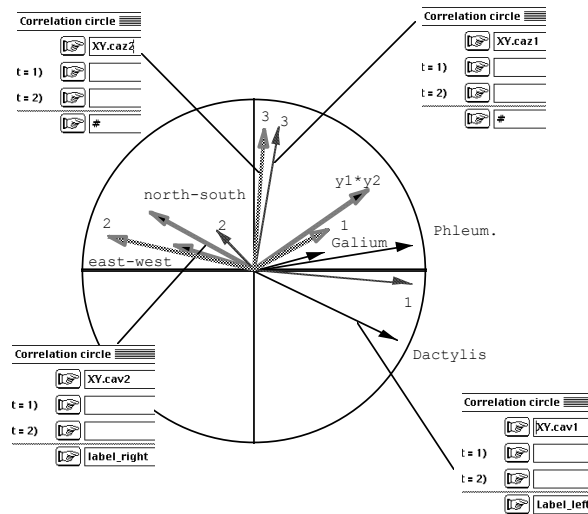 Correlation circle
XY.caz2
t = 1)
t = 2)
#
Correlation circle
XY.caz1
t = 1)
t = 2)
#
3
3
y1*y2
north-south
2
2
1
Galium
Phleum.
east-west
1
Dactylis
Correlation circle
XY.cav2
t = 1)
t = 2)
label_right
Correlation circle
XY.cav1
t = 1)
t = 2)
Label_left